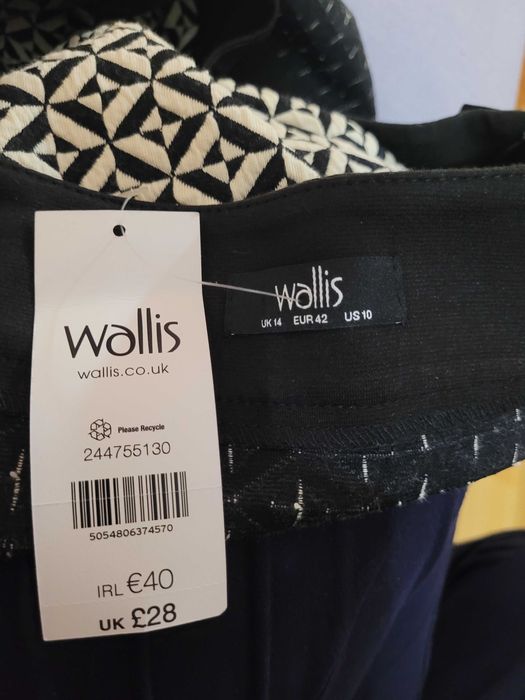 wallis
UK 14 EUR 42 US 10
wallis
wallis.co.uk
Please Recycle
244755130
5054806374570
IRL €40
UK £28